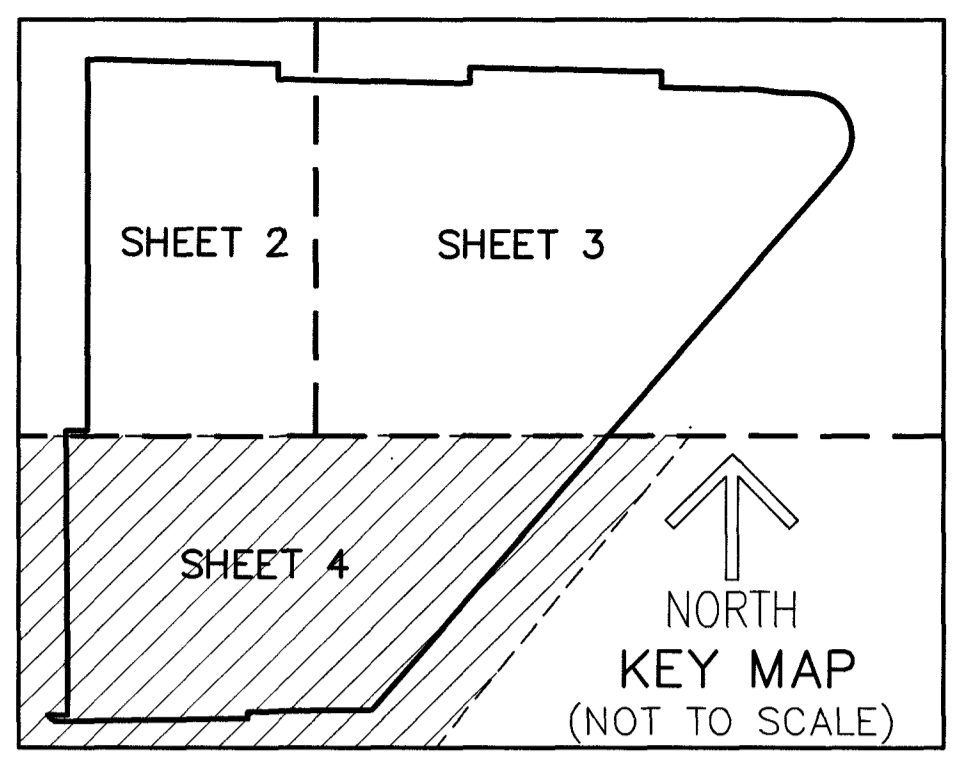 SHEET 2
SHEET 3
SHEET 4
NORTH
KEY MAP
(NOT TO SCALE)